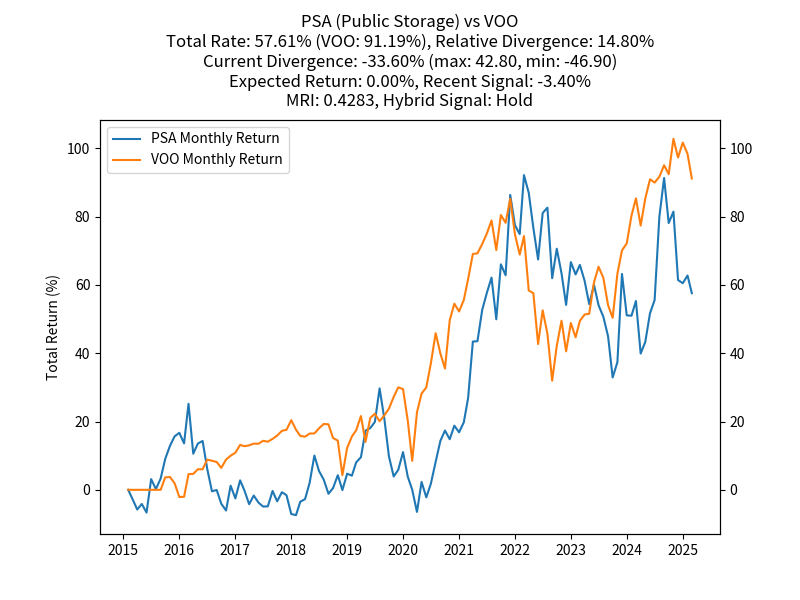 PSA (Public Storage) vs VOO
Total Rate: 57.61% (VOO: 91.19%), Relative Divergence: 14.80%
Current Divergence: -33.60% (max: 42.80, min: -46.90)
Expected Return: 0.00%, Recent Signal: -3.40%
MRI: 0.4283, Hybrid Signal: Hold
PSA Monthly Return
VOO Monthly Return
Total Return (%)
100
80
60
40
20
0
100
80
60
40
20
0
2015 2016 2017 2018 2019 2020 2021 2022 2023 2024 2025